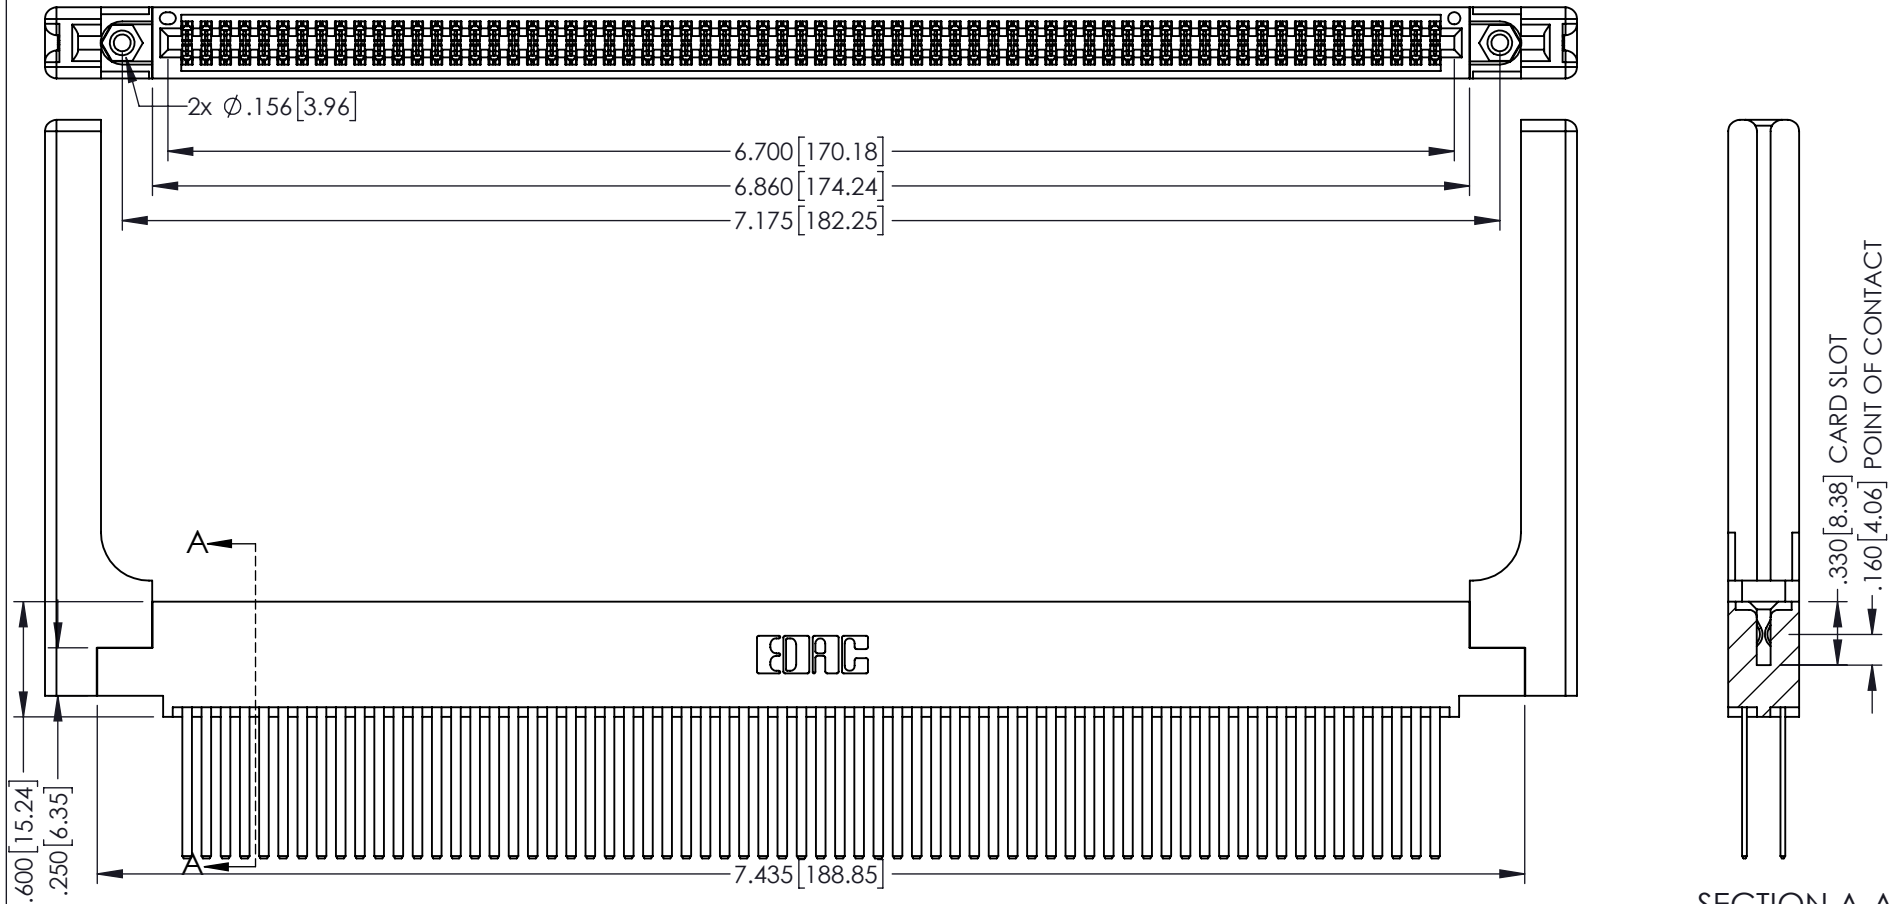 2x Ø.156[3.96]
6.700[170.18]
6.860[174.24]
7.175[182.25]
.330[8.38] CARD SLOT
.160[4.06] POINT OF CONTACT
A
EDAC
.600[15.24]
.250[6.35]
A
7.435[188.85]
SECTION A-A